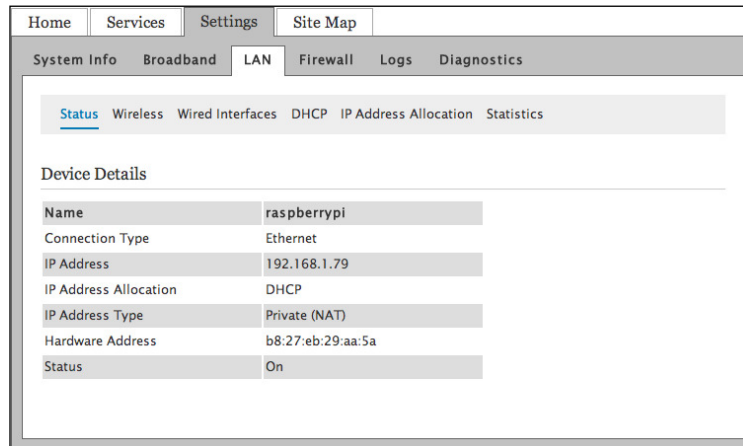 Home Services Settings Site Map
System Info Broadband LAN Firewall Logs Diagnostics
Status Wireless Wired Interfaces DHCP IP Address Allocation Statistics
Device Details
Name raspberrypi
Connection Type Ethernet
IP Address 192.168.1.79
IP Address Allocation DHCP
IP Address Type Private (NAT)
Hardware Address b8:27:eb:29:aa:5a
Status On